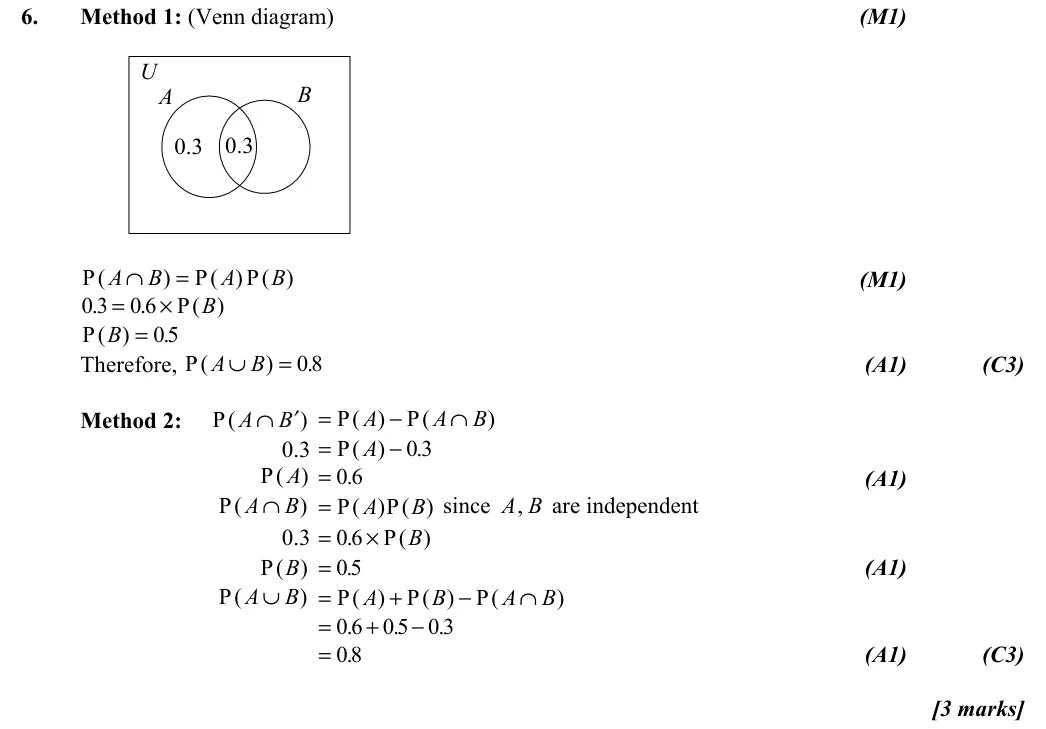 6. Method 1: (Venn diagram) (M1)
U
A B
0.3 0.3
P(A ∩ B) = P(A)P(B) (M1)
0.3 = 0.6 × P(B)
P(B) = 0.5
Therefore, P(A ∪ B) = 0.8 (A1) (C3)
Method 2: P(A ∩ B′) = P(A) − P(A ∩ B)
0.3 = P(A) − 0.3
P(A) = 0.6 (A1)
P(A ∩ B) = P(A)P(B) since A, B are independent
0.3 = 0.6 × P(B)
P(B) = 0.5 (A1)
P(A ∪ B) = P(A) + P(B) − P(A ∩ B)
= 0.6 + 0.5 − 0.3
= 0.8 (A1) (C3)
[3 marks]